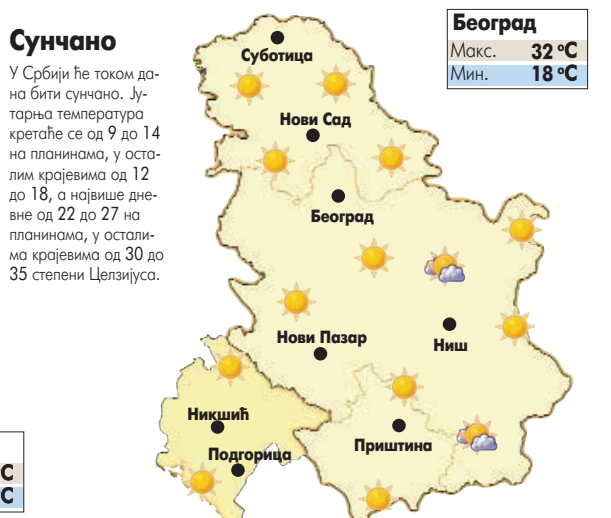 Сунчано
У Србији ће током да-
на бити сунчано. Ју-
тарња температура
кретаће се од 9 до 14
на планинама, у оста-
лим крајевима од 12
до 18, а највише дне-
вне од 22 до 27 на
планинама, у остали-
ма крајевима од 30 до
35 степени Целзијуса.
Београд
Макс. 32 °C
Мин. 18 °C
Суботица
Нови Сад
Београд
Нови Пазар
Ниш
Никшић
Приштина
Подгорица
C
C